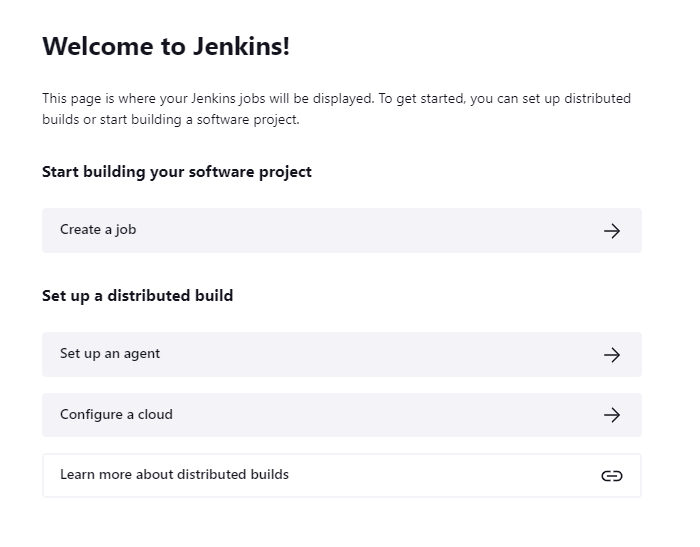 Welcome to Jenkins!
This page is where your Jenkins jobs will be displayed. To get started, you can set up distributed
builds or start building a software project.
Start building your software project
Create a job
Set up a distributed build
Set up an agent
Configure a cloud
Learn more about distributed builds